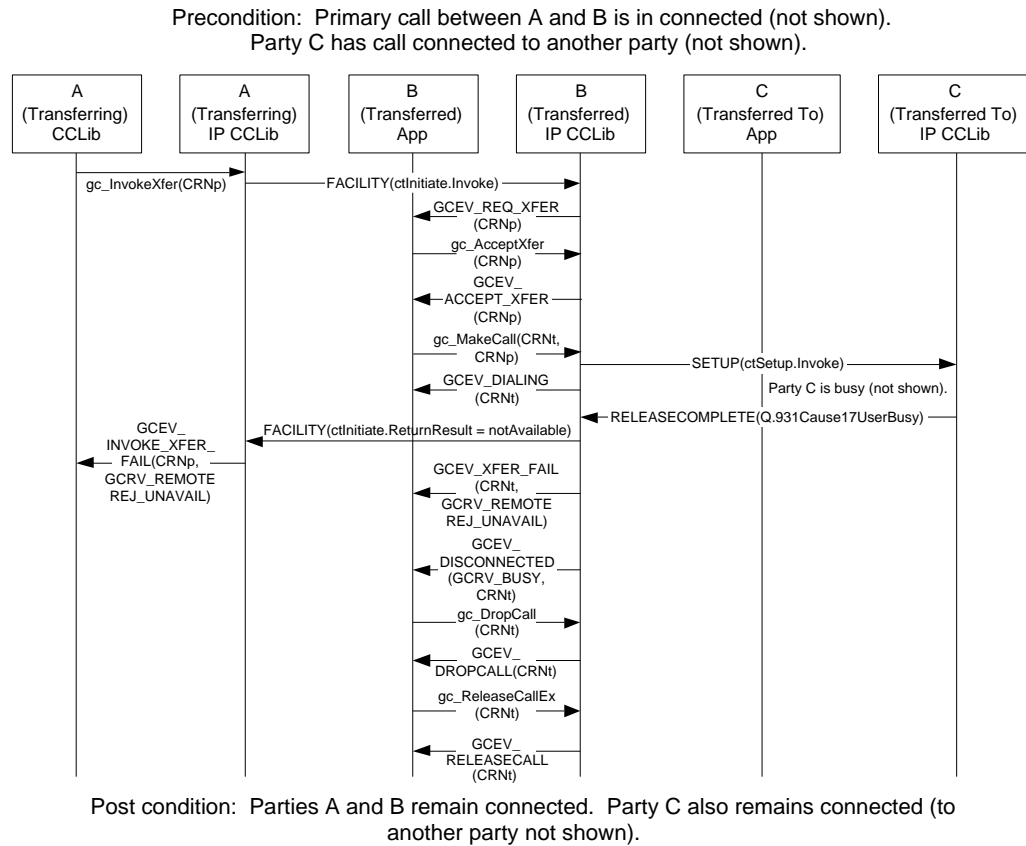 Precondition: Primary call between A and B is in connected (not shown).
Party C has call connected to another party (not shown).
A
(Transferring)
CCLib
A
(Transferring)
IP CCLib
B
(Transferred)
App
B
(Transferred)
IP CCLib
C
(Transferred To)
App
C
(Transferred To)
IP CCLib
gc_InvokeXfer(CRNp)
FACILITY(ctInitiate.Invoke)
GCEV_REQ_XFER
(CRNp)
gc_AcceptXfer
(CRNp)
GCEV_
ACCEPT_XFER
(CRNp)
gc_MakeCall(CRNt,
CRNp)
SETUP(ctSetup.Invoke)
GCEV_DIALING
(CRNt)
Party C is busy (not shown).
RELEASECOMPLETE(Q.931Cause17UserBusy)
FACILITY(ctInitiate.ReturnResult = notAvailable)
GCEV_
INVOKE_XFER_
FAIL(CRNp,
GCRV_REMOTE
REJ_UNAVAIL)
GCEV_XFER_FAIL
(CRNt,
GCRV_REMOTE
REJ_UNAVAIL)
GCEV_
DISCONNECTED
(GCRV_BUSY,
CRNt)
gc_DropCall
(CRNt)
GCEV_
DROPCALL(CRNt)
gc_ReleaseCallEx
(CRNt)
GCEV_
RELEASECALL
(CRNt)
Post condition: Parties A and B remain connected. Party C also remains connected (to
another party not shown).